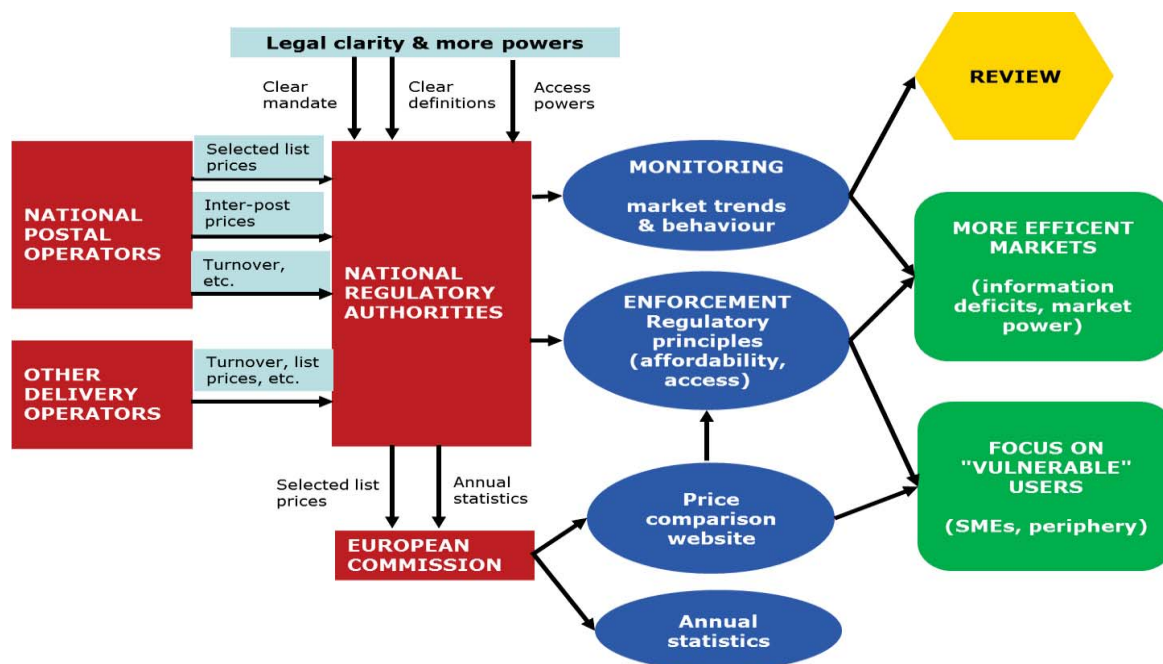 Legal clarity & more powers
Clear
mandate
Clear
definitions
Access
powers
REVIEW
NATIONAL
POSTAL
OPERATORS
Selected list
prices
Inter-post
prices
Turnover,
etc.
OTHER
DELIVERY
OPERATORS
Turnover, list
prices, etc.
NATIONAL
REGULATORY
AUTHORITIES
MONITORING
market trends
& behaviour
ENFORCEMENT
Regulatory
principles
(affordability,
access)
MORE EFFICENT
MARKETS
(information
deficits, market
power)
Selected list
prices
Annual
statistics
EUROPEAN
COMMISSION
Price
comparison
website
Annual
statistics
FOCUS ON
"VULNERABLE"
USERS
(SMEs, periphery)